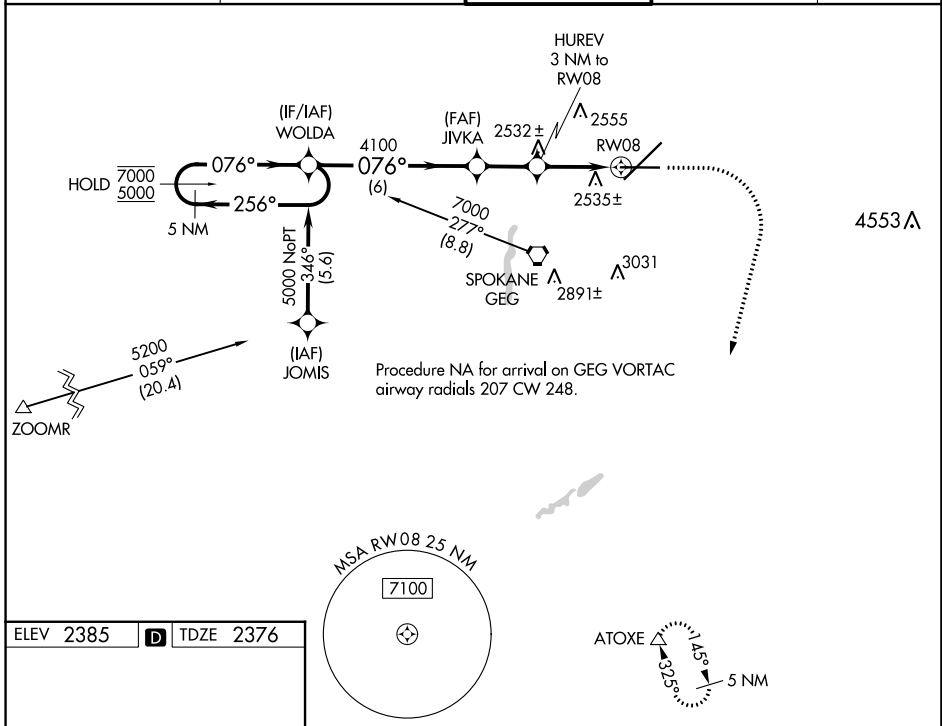 HUREV
3 NM to
RW08
(IF/IAF)
WOLDA
(FAF)
JIVKA
2532 ±
2555
4100
RW08
076°
076°
(6)
HOLD
7000
5000
256°
5 NM
2535±
7000
277°
(8.8)
4553
5000 NoPT
346°
(5.6)
SPOKANE
GEG
2891±
3031
(IAF)
JOMIS
5200
059°
(20.4)
ZOOMR
Procedure NA for arrival on GEG VORTAC
airway radials 207 CW 248.
MSA RW08 25 NM
7100
ELEV 2385
D
TDZE 2376
ATOXE
145°
325°
5 NM